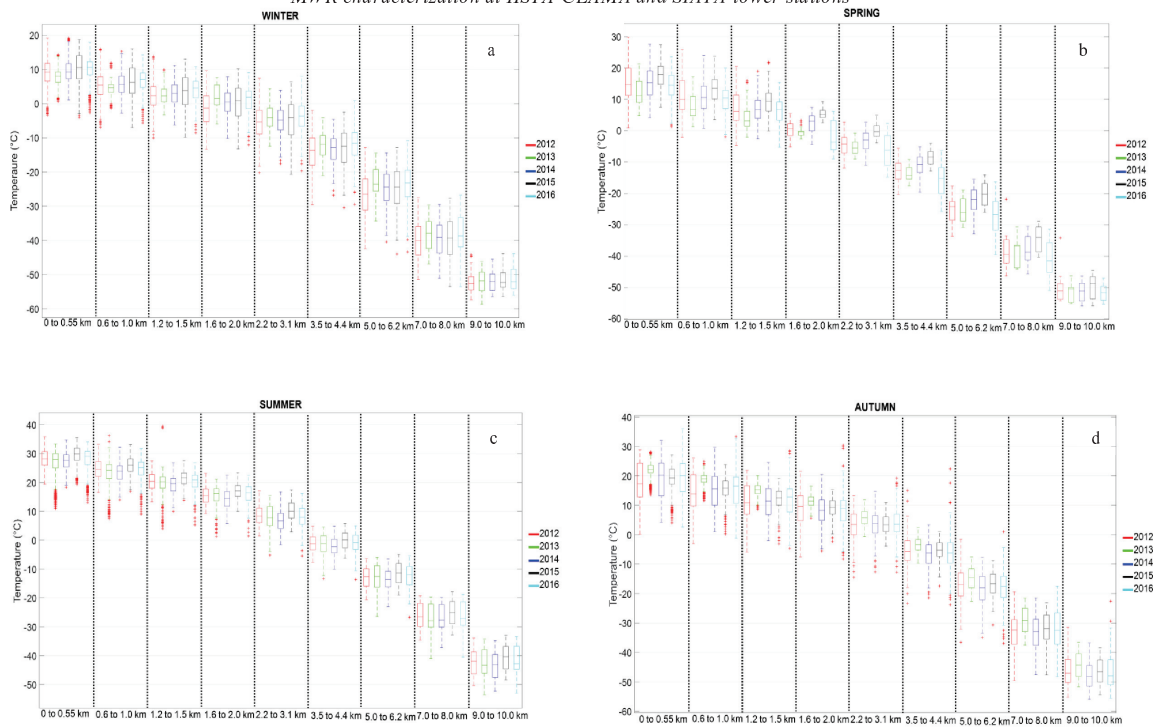 MWR characterization at IISTA-CEAMA and SIATA tower stations
WINTER
a
20
10
0
-10
-20
-30
-40
-50
-60
Temperaure (°C)
0 to 0.55 km
0.6 to 1.0 km
1.2 to 1.5 km
1.6 to 2.0 km
2.2 to 3.1 km
3.5 to 4.4 km
5.0 to 6.2 km
7.0 to 8.0 km
9.0 to 10.0 km
2012
2013
2014
2015
2016
SPRING
b
30
20
10
0
-10
-20
-30
-40
-50
-60
Temperature (°C)
0 to 0.55 km
0.6 to 1.0 km
1.2 to 1.5 km
1.6 to 2.0 km
2.2 to 3.1 km
3.5 to 4.4 km
5.0 to 6.2 km
7.0 to 8.0 km
9.0 to 10.0 km
2012
2013
2014
2015
2016
SUMMER
c
40
30
20
10
0
-10
-20
-30
-40
-50
-60
Temperature (°C)
0 to 0.55 km
0.6 to 1.0 km
1.2 to 1.5 km
1.6 to 2.0 km
2.2 to 3.1 km
3.5 to 4.4 km
5.0 to 6.2 km
7.0 to 8.0 km
9.0 to 10.0 km
2012
2013
2014
2015
2016
AUTUMN
d
40
30
20
10
0
-10
-20
-30
-40
-50
-60
Temperature (°C)
0 to 0.55 km
0.6 to 1.0 km
1.2 to 1.5 km
1.6 to 2.0 km
2.2 to 3.1 km
3.5 to 4.4 km
5.0 to 6.2 km
7.0 to 8.0 km
9.0 to 10.0 km
2012
2013
2014
2015
2016